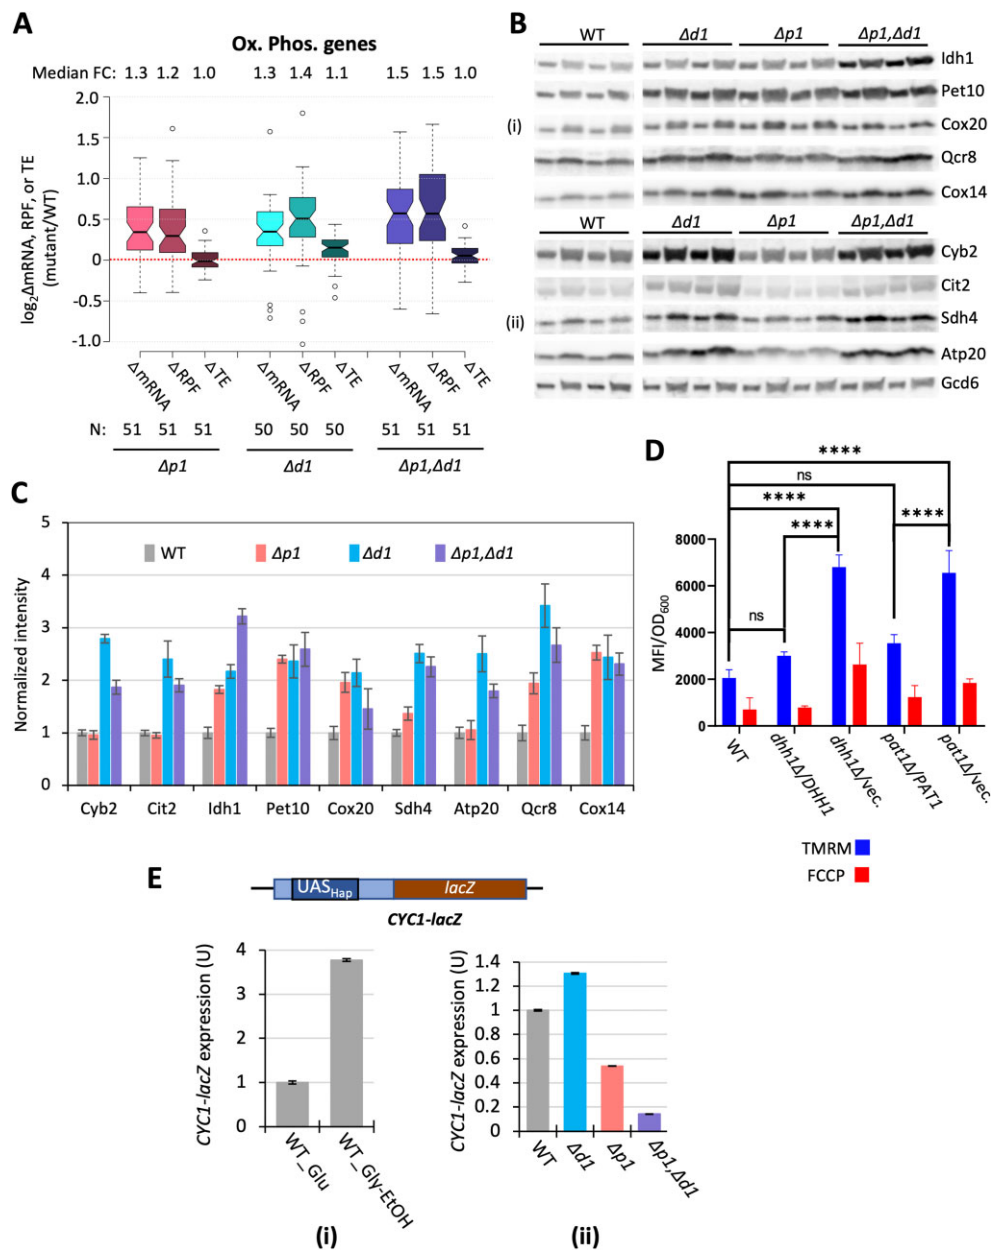 A
Ox. Phos. genes
Median FC: 1.3 1.2 1.0 1.3 1.4 1.1 1.5 1.5 1.0
2.0
1.5
1.0
0.5
0
-0.5
-1.0
log2ΔmRNA, RPF, or TE
(mutant/WT)
ΔmRNA ΔRPF ΔTE ΔmRNA ΔRPF ΔTE ΔmRNA ΔRPF ΔTE
N: 51 51 51 50 50 50 51 51 51
Δp1 Δd1 Δp1,Δd1
B
WT Δd1 Δp1 Δp1,Δd1
Idh1
Pet10
(i) Cox20
Qcr8
Cox14
WT Δd1 Δp1 Δp1,Δd1
Cyb2
Cit2
(ii) Sdh4
Atp20
Gcd6
C
5
4
3
2
1
0
Normalized intensity
WT Δp1 Δd1 Δp1,Δd1
Cyb2 Cit2 Idh1 Pet10 Cox20 Sdh4 Atp20 Qcr8 Cox14
D
****
ns
****
****
****
ns
8000
6000
4000
2000
0
MFI/OD600
WT dhh1Δ/DHH1 dhh1Δ/vec. pat1Δ/PAT1 pat1Δ/vec.
TMRM
FCCP
E
UASHap lacZ
CYC1-lacZ
4
3
2
1
0
CYC1-lacZ expression (U)
WT_Glu WT_Gly-EtOH
(i)
1.4
1.2
1
0.8
0.6
0.4
0.2
0
CYC1-lacZ expression (U)
WT Δd1 Δp1 Δp1,Δd1
(ii)